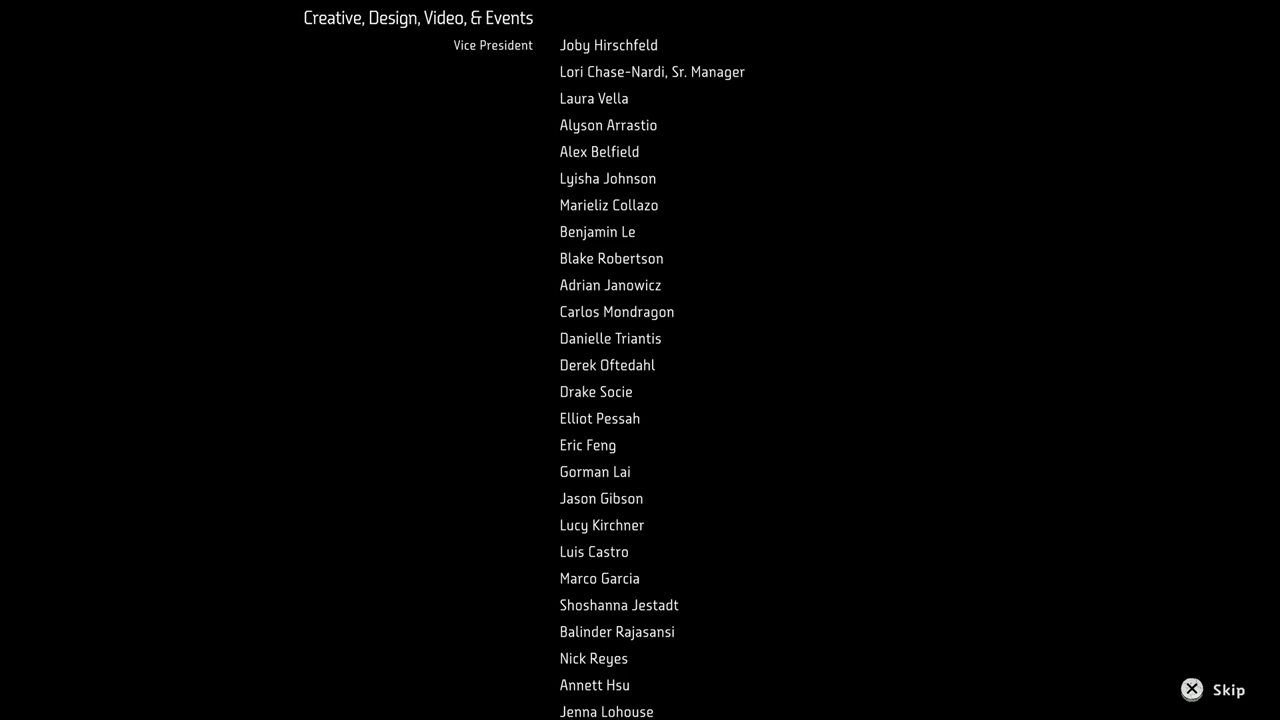 Creative, Design, Video, & Events
Vice President Joby Hirschfeld
Lori Chase-Nardi, Sr. Manager
Laura Vella
Alyson Arrastio
Alex Belfield
Lyisha Johnson
Marieliz Collazo
Benjamin Le
Blake Robertson
Adrian Janowicz
Carlos Mondragon
Danielle Triantis
Derek Oftedahl
Drake Socie
Elliot Pessah
Eric Feng
Gorman Lai
Jason Gibson
Lucy Kirchner
Luis Castro
Marco Garcia
Shoshanna Jestadt
Balinder Rajasansi
Nick Reyes
Annett Hsu
Jenna Lohouse
Skip